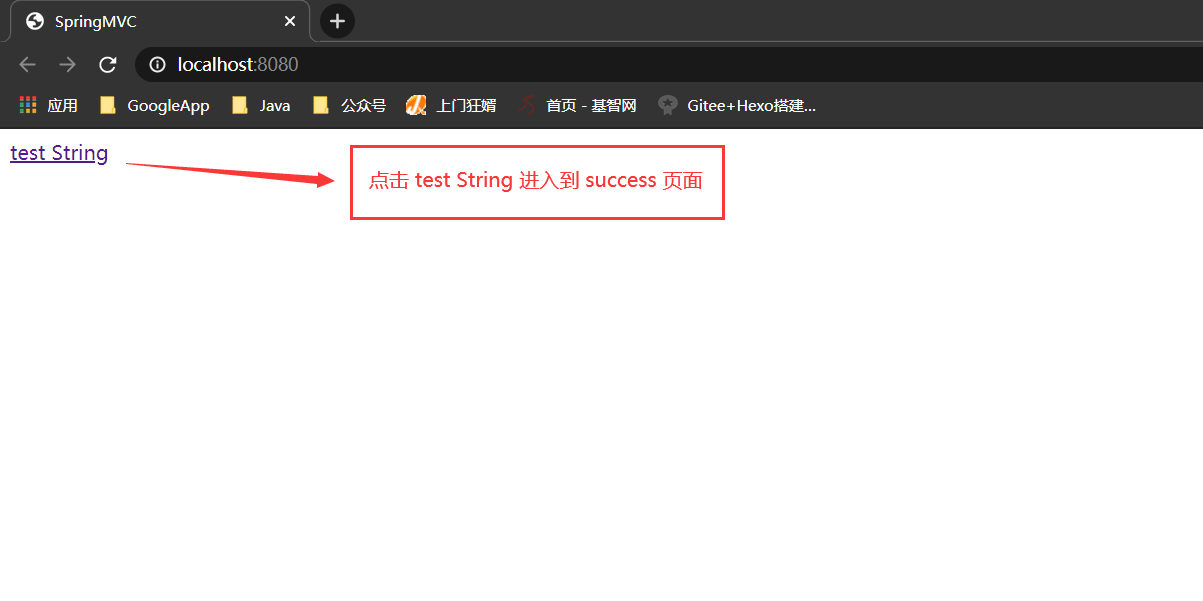 SpringMVC
localhost:8080
应用 GoogleApp Java 公众号 上门狂婿 首页 - 基智网 Gitee+Hexo搭建...
test String
点击 test String 进入到 success 页面